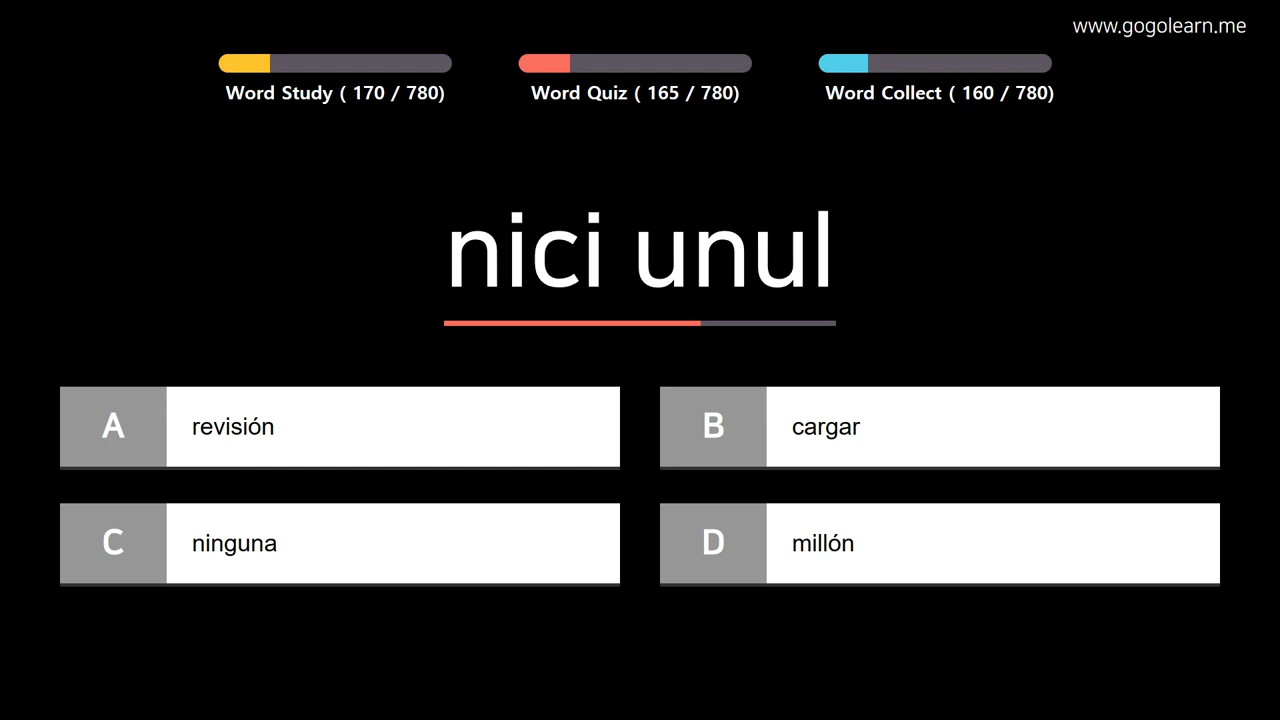 www.gogolearn.me
Word Study ( 170 / 780)
Word Quiz ( 165 / 780)
Word Collect ( 160 / 780)
nici unul
A revisión
B cargar
C ninguna
D millón